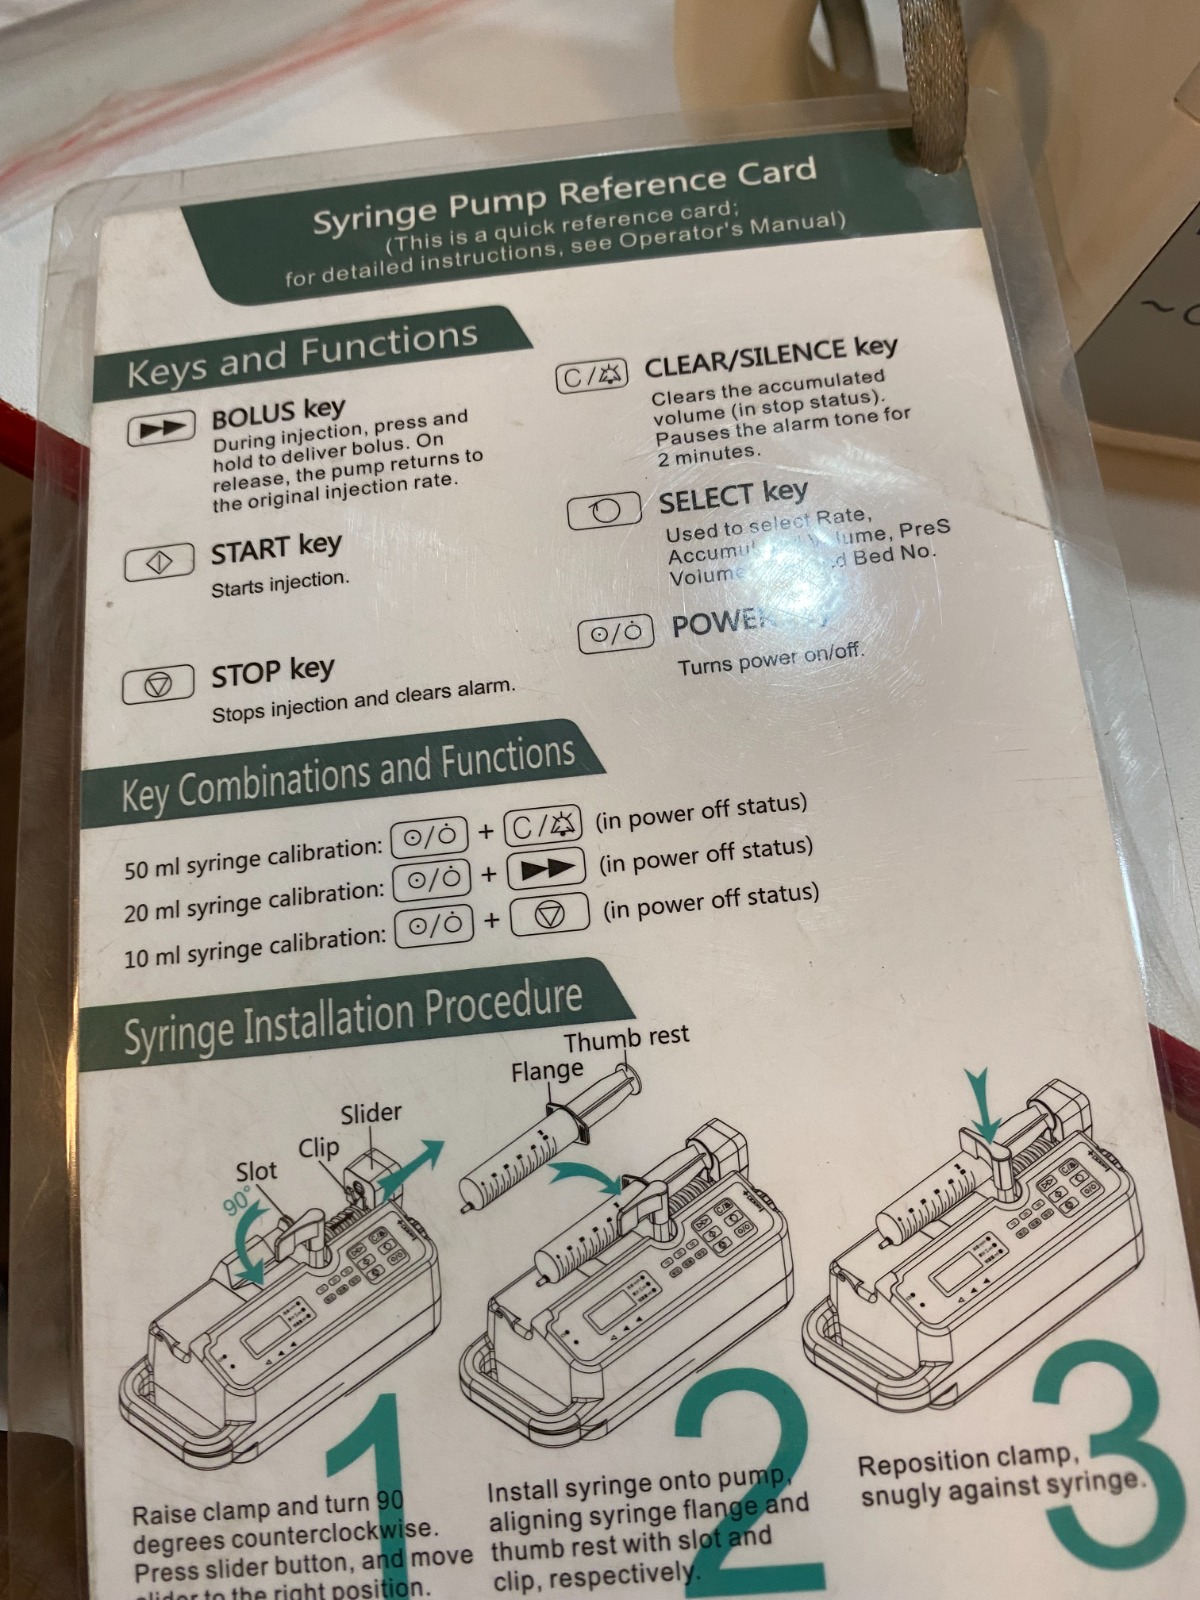 Syringe Pump Reference Card
(This is a quick reference card;
for detailed instructions, see Operator's Manual)
Keys and Functions
BOLUS key
During injection, press and
hold to deliver bolus. On
release, the pump returns to
the original injection rate.
START key
Starts injection.
STOP key
Stops injection and clears alarm.
C/
CLEAR/SILENCE key
Clears the accumulated
volume (in stop status).
Pauses the alarm tone for
2 minutes.
SELECT key
Used to select Rate,
PreS
Bed No.
Turns power on/off.
Key Combinations and Functions
50 ml syringe calibration: + C/ (in power off status)
20 ml syringe calibration: + (in power off status)
10 ml syringe calibration: + (in power off status)
Syringe Installation Procedure
Thumb rest
Flange
Slider
Clip
Slot
90°
1
Raise clamp and turn 90
degrees counterclockwise.
Press slider button, and move
slider to the right position.
2
Install syringe onto pump,
aligning syringe flange and
thumb rest with slot and
clip, respectively.
3
Reposition clamp,
snugly against syringe.